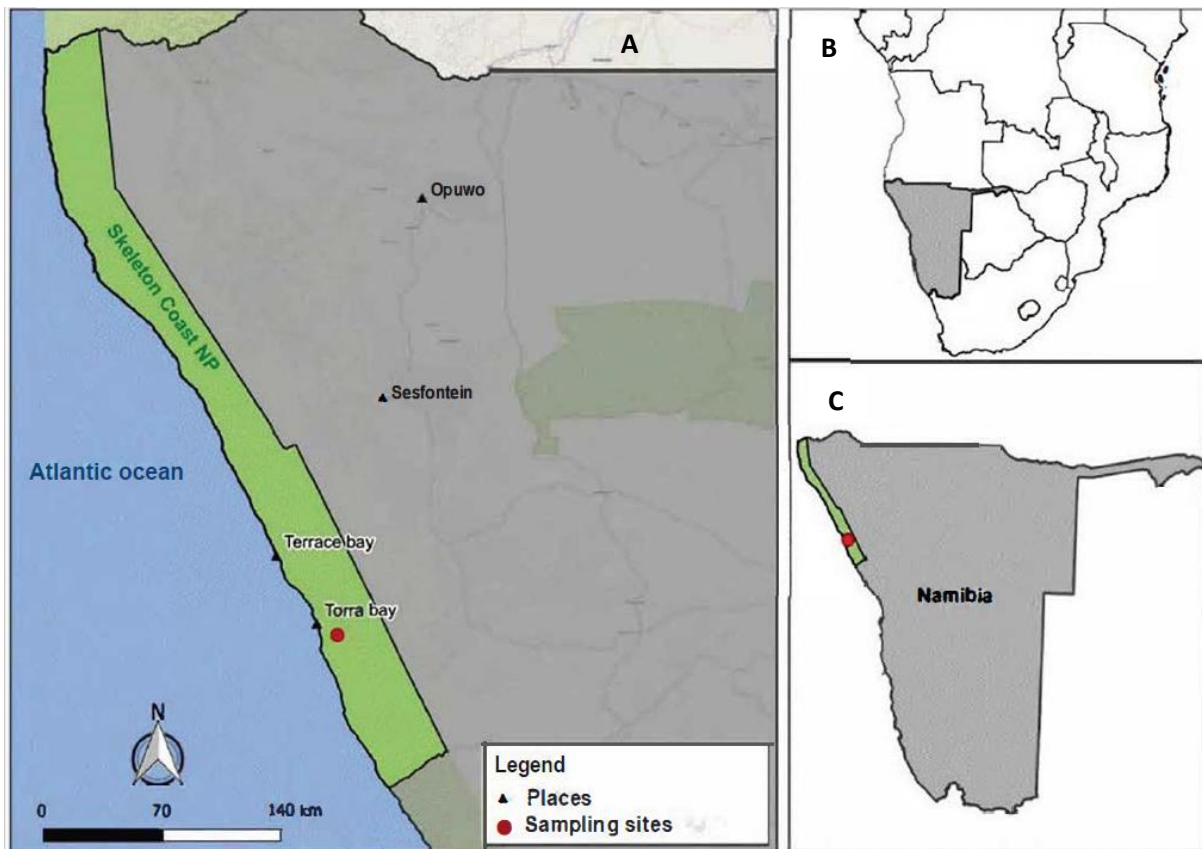 A
Opuwo
Skeleton Coast NP
Sesfontein
Atlantic ocean
Terrace bay
Torra bay
N
0 70 140 km
Legend
Places
Sampling sites
B
C
Namibia